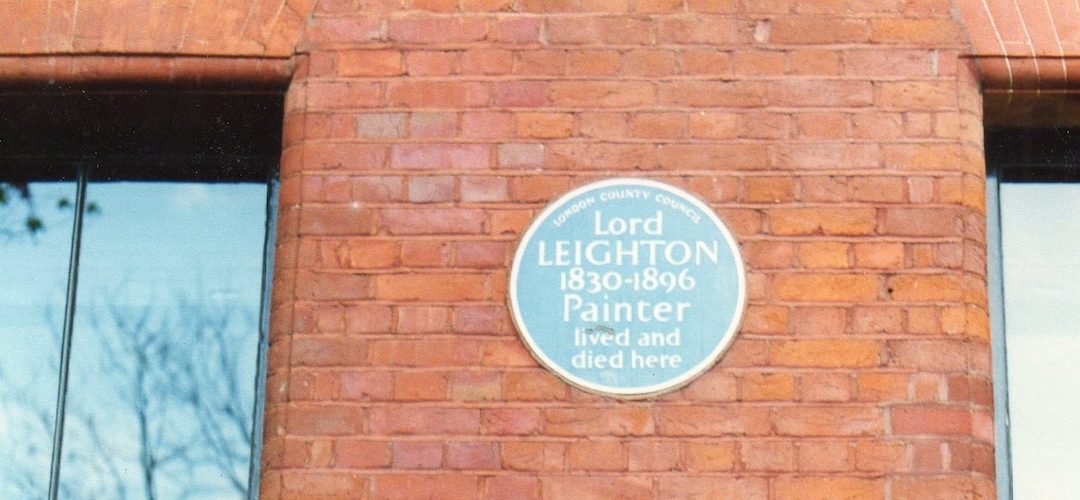 LONDON COUNTY COUNCIL
Lord
LEIGHTON
1830-1896
Painter
lived and
died here